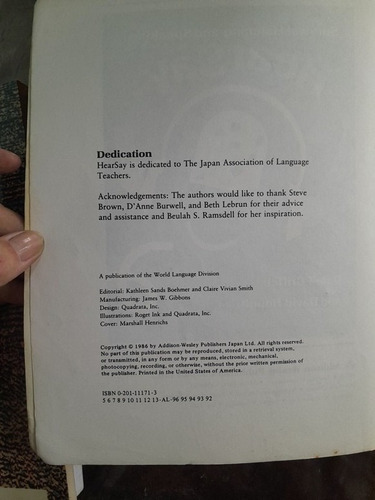 Dedication
HearSay is dedicated to The Japan Association of Language
Teachers.
Acknowledgements: The authors would like to thank Steve
Brown, D'Anne Burwell, and Beth Lebrun for their advice
and assistance and Beulah S. Ramsdell for her inspiration.
A publication of the World Language Division
Editorial: Kathleen Sands Boehmer and Claire Vivian Smith
Manufacturing: James W. Gibbons
Design: Quadrata, Inc.
Illustrations: Roget Ink and Quadrata, Inc.
Cover: Marshall Henrichs
Copyright © 1986 by Addison-Wesley Publishers Japan Ltd. All rights reserved.
No part of this publication may be reproduced, stored in a retrieval system,
or transmitted, in any form or by any means, electronic, mechanical,
photocopying, recording, or otherwise, without the prior written permission of
the publisher. Printed in the United States of America.
ISBN 0-201-11171-3
5 6 7 8 9 10 11 12 13-AL-96 95 94 93 92